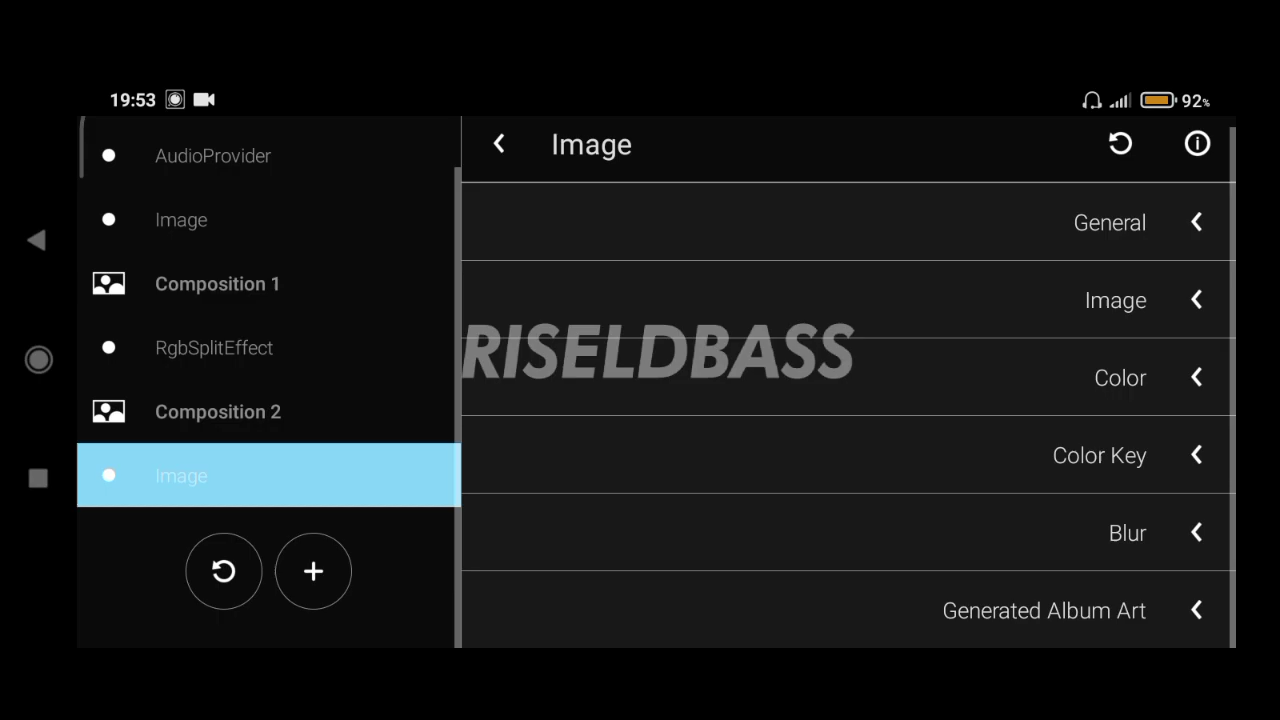 19:53
92%
AudioProvider
Image
Composition 1
RgbSplitEffect
Composition 2
Image
Image
General
Image
Color
Color Key
Blur
Generated Album Art
RISELDBASS